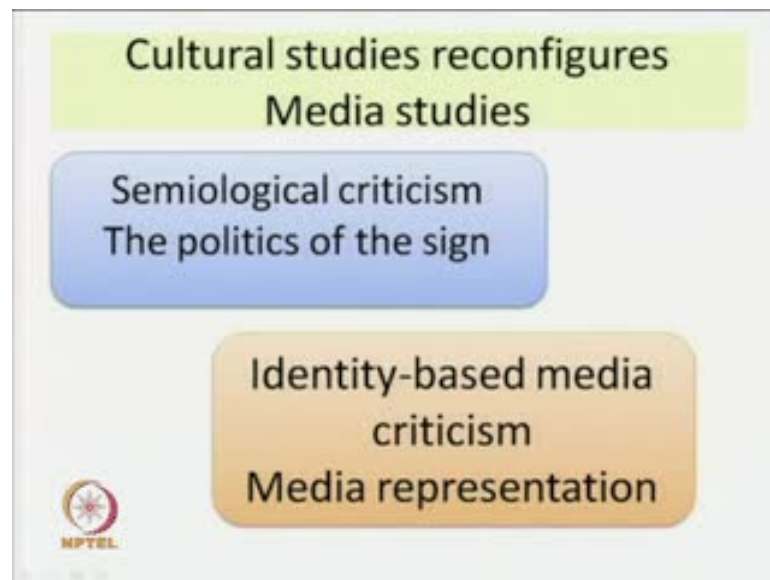 Cultural studies reconfigures
Media studies
Semiological criticism
The politics of the sign
Identity-based media
criticism
Media representation
NPTEL